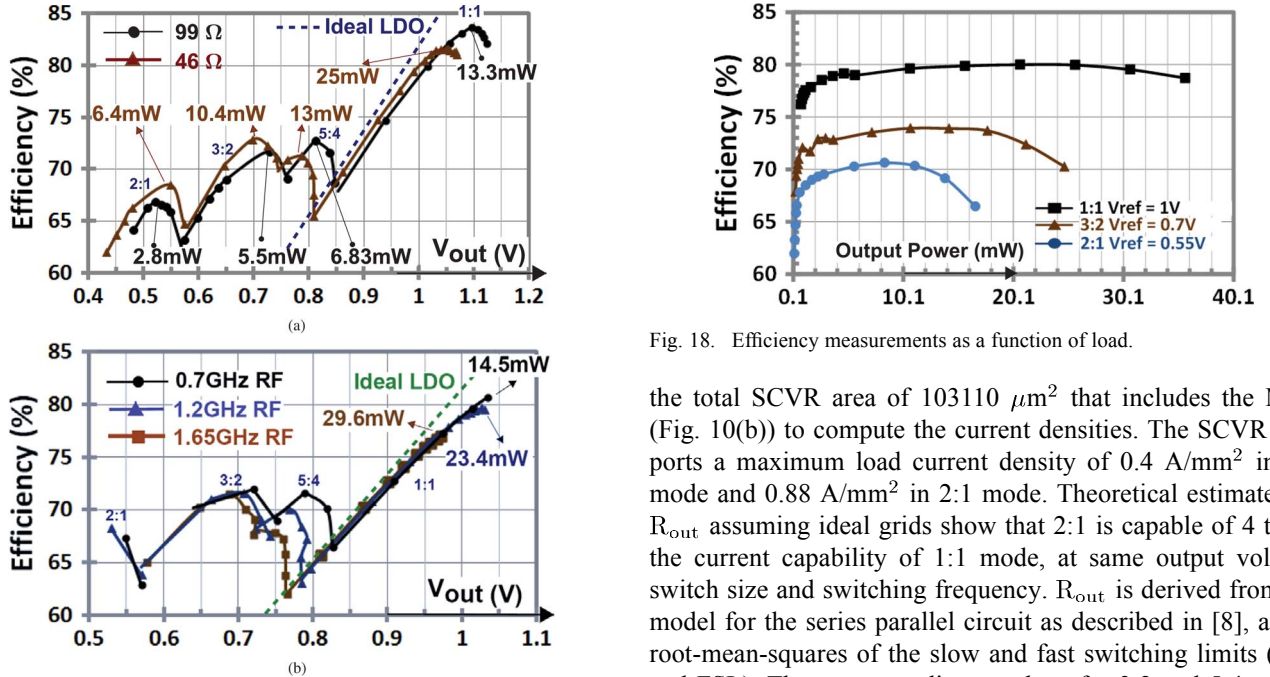 85
80
75
70
65
60
Efficiency (%)
99 Ω
46 Ω
Ideal LDO
1:1
25mW
13.3mW
6.4mW
10.4mW
13mW
5:4
3:2
2:1
2.8mW
5.5mW
6.83mW
Vout (V)
0.4 0.5 0.6 0.7 0.8 0.9 1 1.1 1.2
(a)
85
80
75
70
65
60
Efficiency (%)
0.7GHz RF
1.2GHz RF
1.65GHz RF
Ideal LDO
14.5mW
29.6mW
23.4mW
3:2
5:4
1:1
2:1
Vout (V)
0.5 0.6 0.7 0.8 0.9 1 1.1
(b)
85
80
75
70
65
60
Efficiency (%)
1:1 Vref = 1V
3:2 Vref = 0.7V
2:1 Vref = 0.55V
Output Power (mW)
0.1 10.1 20.1 30.1 40.1
Fig. 18. Efficiency measurements as a function of load.
the total SCVR area of 103110 μm² that includes the
(Fig. 10(b)) to compute the current densities. The SCVR
ports a maximum load current density of 0.4 A/mm² in
mode and 0.88 A/mm² in 2:1 mode. Theoretical estimate
Rout assuming ideal grids show that 2:1 is capable of 4
the current capability of 1:1 mode, at same output vol
switch size and switching frequency. Rout is derived from
model for the series parallel circuit as described in [8], a
root-mean-squares of the slow and fast switching limits (